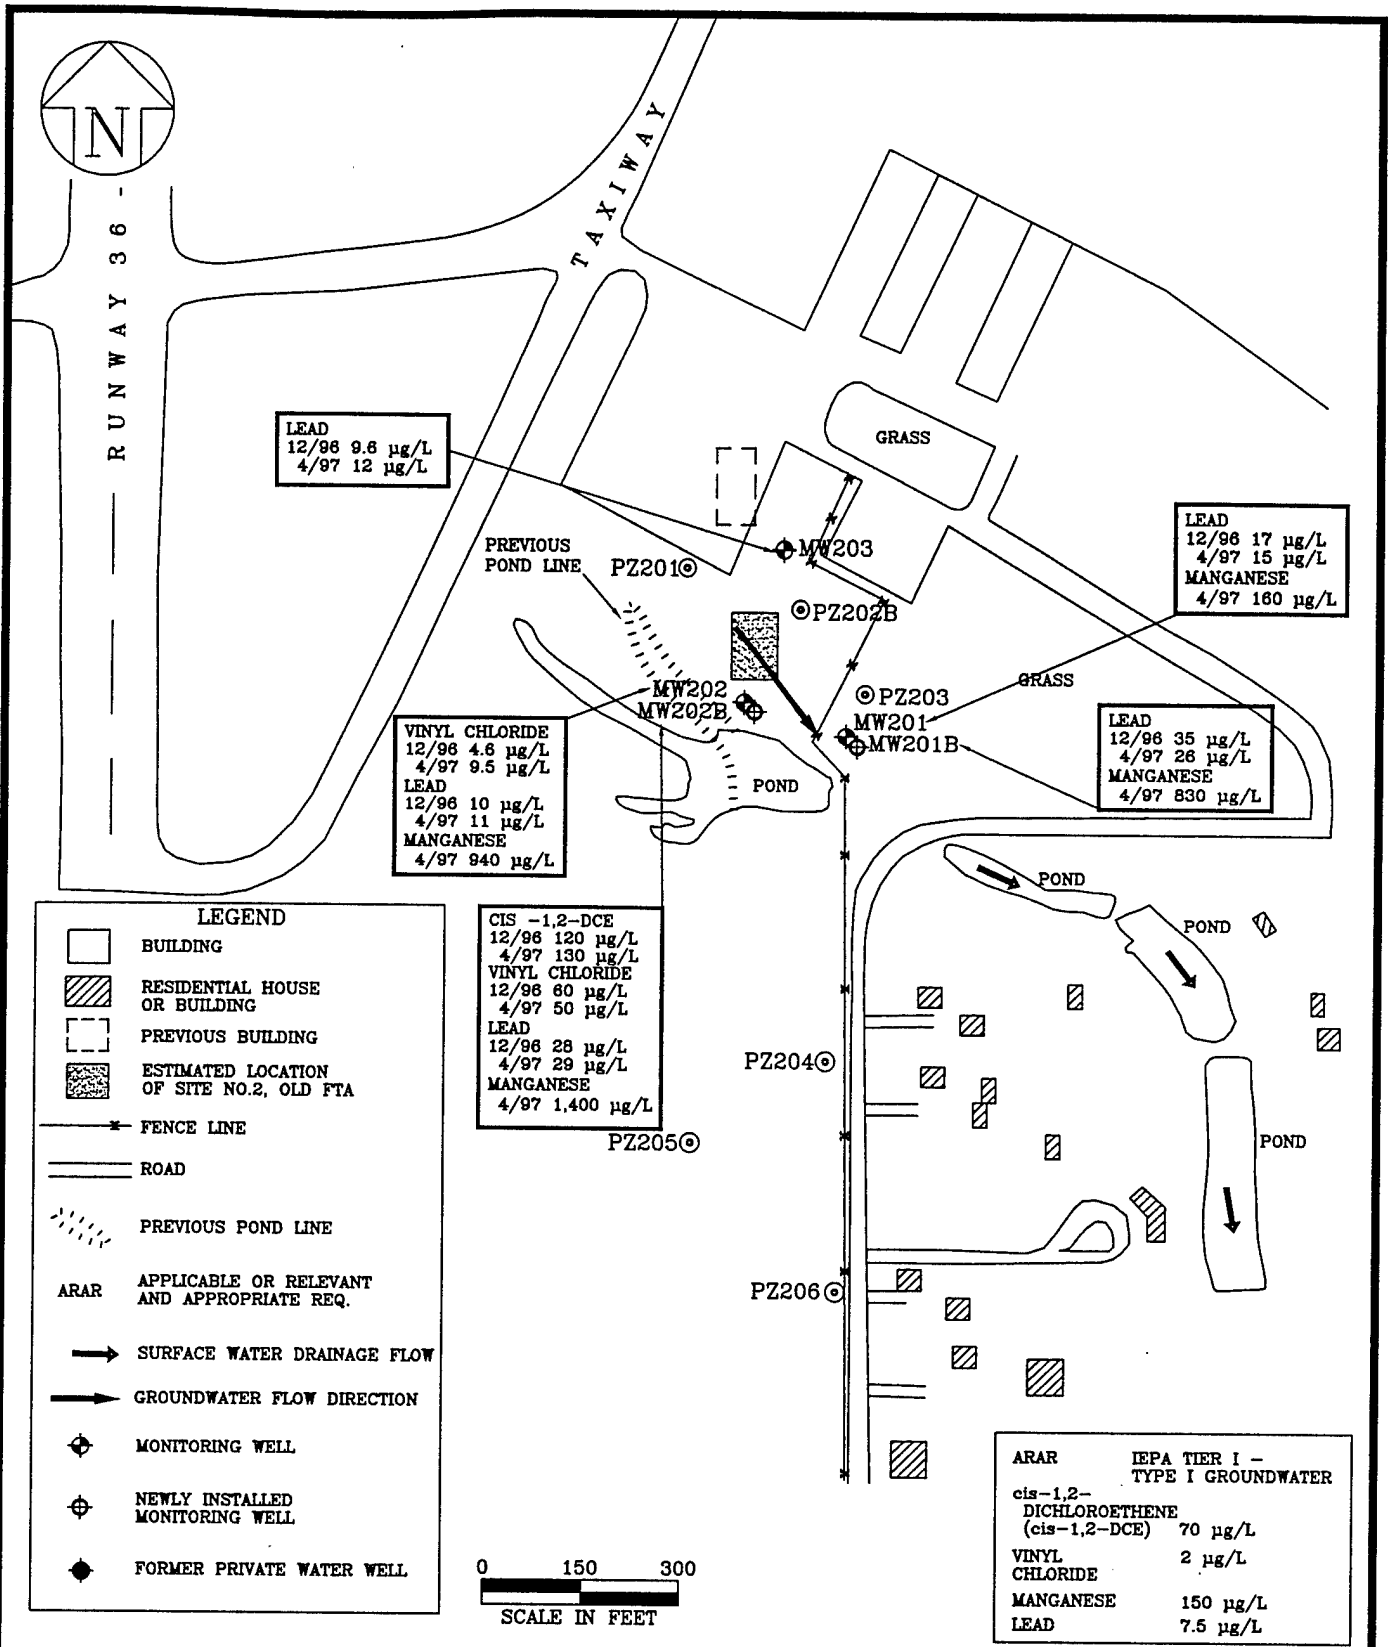 N
RUNWAY 36 -
TAXIWAY
GRASS
LEAD
12/96 9.6 µg/L
4/97 12 µg/L
PREVIOUS
POND LINE
PZ201
MW203
PZ202B
LEAD
12/96 17 µg/L
4/97 15 µg/L
MANGANESE
4/97 160 µg/L
GRASS
MW202
MW202B
PZ203
MW201
MW201B
LEAD
12/96 35 µg/L
4/97 26 µg/L
MANGANESE
4/97 830 µg/L
VINYL CHLORIDE
12/96 4.6 µg/L
4/97 9.5 µg/L
LEAD
12/96 10 µg/L
4/97 11 µg/L
MANGANESE
4/97 940 µg/L
POND
POND
POND
POND
CIS -1,2-DCE
12/96 120 µg/L
4/97 130 µg/L
VINYL CHLORIDE
12/96 60 µg/L
4/97 50 µg/L
LEAD
12/96 28 µg/L
4/97 29 µg/L
MANGANESE
4/97 1,400 µg/L
PZ204
PZ205
PZ206
LEGEND
BUILDING
RESIDENTIAL HOUSE
OR BUILDING
PREVIOUS BUILDING
ESTIMATED LOCATION
OF SITE NO.2, OLD FTA
FENCE LINE
ROAD
PREVIOUS POND LINE
ARAR APPLICABLE OR RELEVANT
AND APPROPRIATE REQ.
SURFACE WATER DRAINAGE FLOW
GROUNDWATER FLOW DIRECTION
MONITORING WELL
NEWLY INSTALLED
MONITORING WELL
FORMER PRIVATE WATER WELL
0 150 300
SCALE IN FEET
ARAR IEPA TIER I -
TYPE I GROUNDWATER
cis-1,2-
DICHLOROETHENE
(cis-1,2-DCE) 70 µg/L
VINYL 2 µg/L
CHLORIDE
MANGANESE 150 µg/L
LEAD 7.5 µg/L